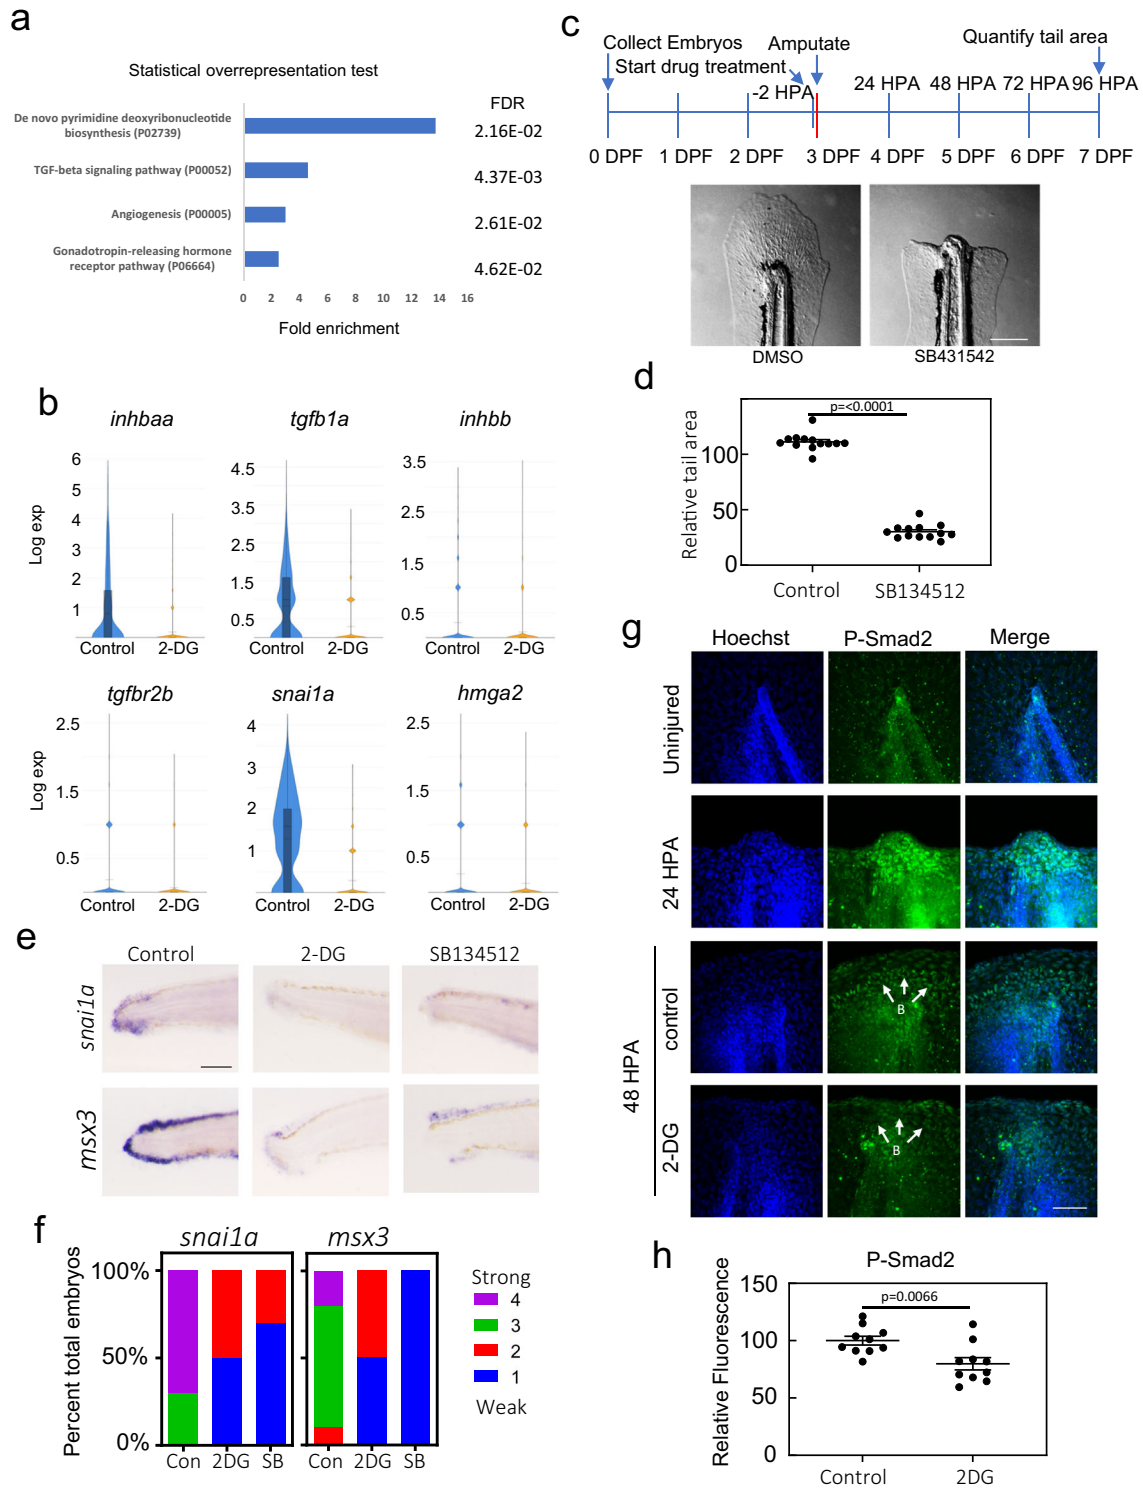 a
Statistical overrepresentation test
FDR
De novo pyrimidine deoxyribonucleotide
biosynthesis (P02739)
2.16E-02
TGF-beta signaling pathway (P00052)
4.37E-03
Angiogenesis (P00005)
2.61E-02
Gonadotropin-releasing hormone
receptor pathway (P06664)
4.62E-02
0 2 4 6 8 10 12 14 16
Fold enrichment
b
inhbaa
tgfb1a
inhbb
Log exp
6
5
4
3
2
1
4.5
3.5
2.5
1.5
0.5
3.5
2.5
1.5
0.5
Control 2-DG
Control 2-DG
Control 2-DG
tgfbr2b
snai1a
hmga2
Log exp
2.5
1.5
0.5
4
3
2
1
2.5
1.5
0.5
Control 2-DG
Control 2-DG
Control 2-DG
c
Collect Embryos
Amputate
Quantify tail area
Start drug treatment
-2 HPA
24 HPA
48 HPA
72 HPA
96 HPA
0 DPF
1 DPF
2 DPF
3 DPF
4 DPF
5 DPF
6 DPF
7 DPF
DMSO
SB431542
d
Relative tail area
p=<0.0001
100
50
0
Control
SB134512
e
Control
2-DG
SB134512
snai1a
msx3
f
snai1a
msx3
Percent total embryos
100%
50%
0%
Con 2DG SB
Con 2DG SB
Strong
4
3
2
1
Weak
g
Hoechst
P-Smad2
Merge
Uninjured
24 HPA
48 HPA
control
B
2-DG
B
h
P-Smad2
Relative Fluorescence
p=0.0066
150
100
50
0
Control
2DG